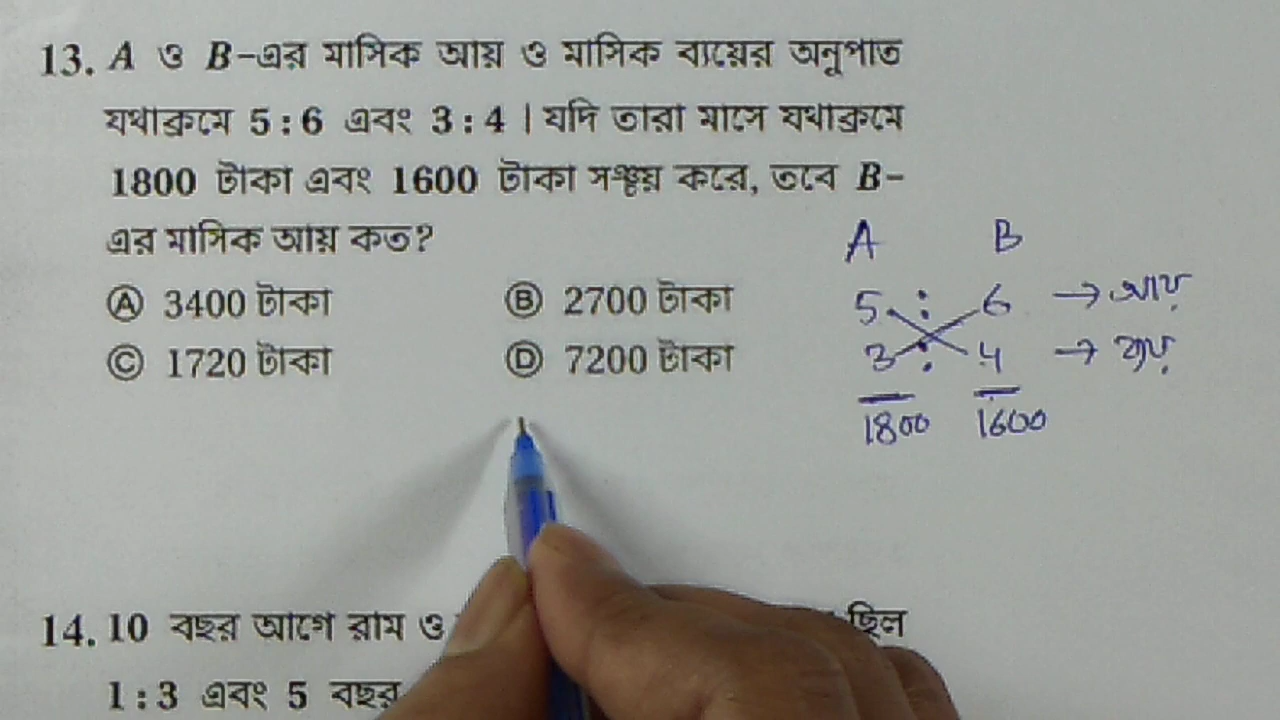 13. A ও B-এর মাসিক আয় ও মাসিক ব্যয়ের অনুপাত
যথাক্রমে 5 : 6 এবং 3 : 4 । যদি তারা মাসে যথাক্রমে
1800 টাকা এবং 1600 টাকা সঞ্চয় করে, তবে B-
এর মাসিক আয় কত?
Ⓐ 3400 টাকা Ⓑ 2700 টাকা
Ⓒ 1720 টাকা Ⓓ 7200 টাকা
A B
5 : 6 → আয়
3 : 4 → ব্যয়
1800 1600
14. 10 বছর আগে রাম ও ছিল
1 : 3 এবং 5 বছর